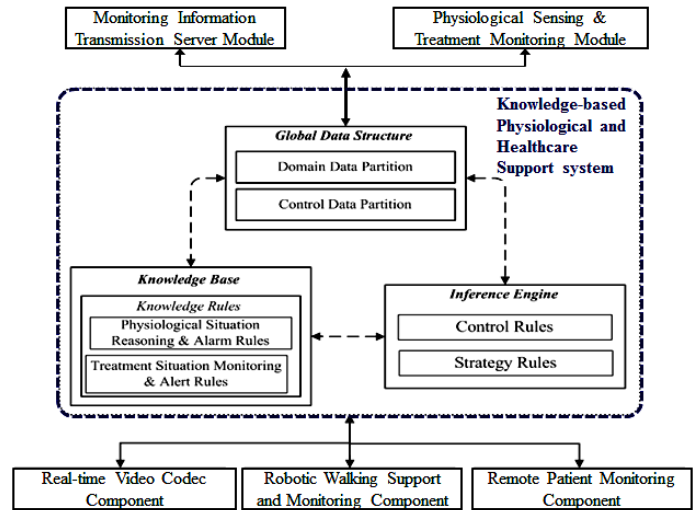 Monitoring Information
Transmission Server Module
Physiological Sensing &
Treatment Monitoring Module
Knowledge-based
Physiological and
Healthcare
Support system
Global Data Structure
Domain Data Partition
Control Data Partition
Knowledge Base
Knowledge Rules
Physiological Situation
Reasoning & Alarm Rules
Treatment Situation Monitoring
& Alert Rules
Inference Engine
Control Rules
Strategy Rules
Real-time Video Codec
Component
Robotic Walking Support
and Monitoring Component
Remote Patient Monitoring
Component